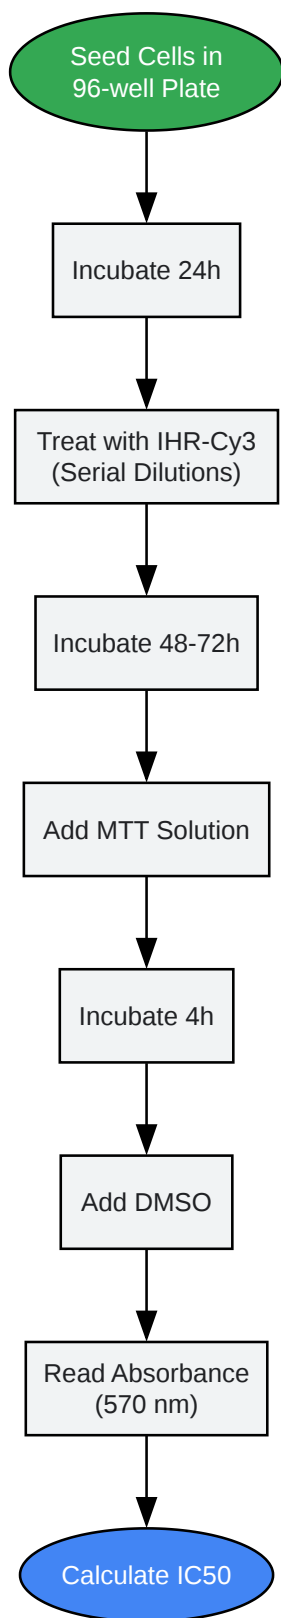 Seed Cells in
96-well Plate
Incubate 24h
Treat with IHR-Cy3
(Serial Dilutions)
Incubate 48-72h
Add MTT Solution
Incubate 4h
Add DMSO
Read Absorbance
(570 nm)
Calculate IC50